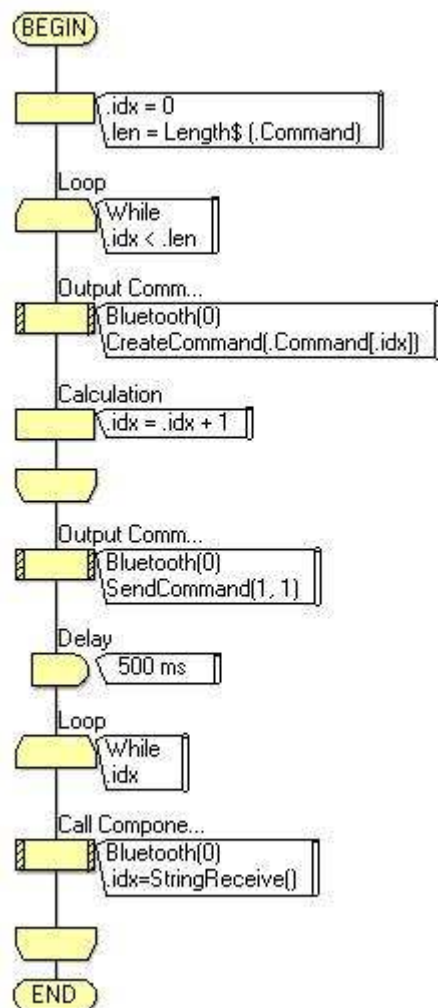 BEGIN
.idx = 0
.len = Length$ (.Command)
Loop
While
.idx < .len
Output Comm...
Bluetooth(0)
CreateCommand(.Command[.idx])
Calculation
.idx = .idx + 1
Output Comm...
Bluetooth(0)
SendCommand(1, 1)
Delay
500 ms
Loop
While
.idx
Call Compone...
Bluetooth(0)
.idx=StringReceive()
END